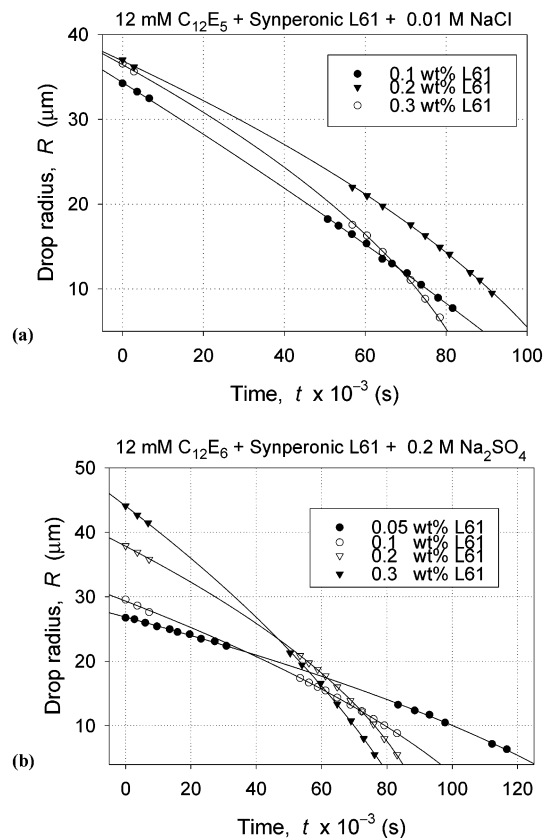 12 mM C₁₂E₅ + Synperonic L61 + 0.01 M NaCl
40
30
20
10
Drop radius, R (μm)
0.1 wt% L61
0.2 wt% L61
0.3 wt% L61
(a)
0 20 40 60 80 100
Time, t x 10⁻³ (s)
12 mM C₁₂E₆ + Synperonic L61 + 0.2 M Na₂SO₄
50
40
30
20
10
Drop radius, R (μm)
0.05 wt% L61
0.1 wt% L61
0.2 wt% L61
0.3 wt% L61
(b)
0 20 40 60 80 100 120
Time, t x 10⁻³ (s)